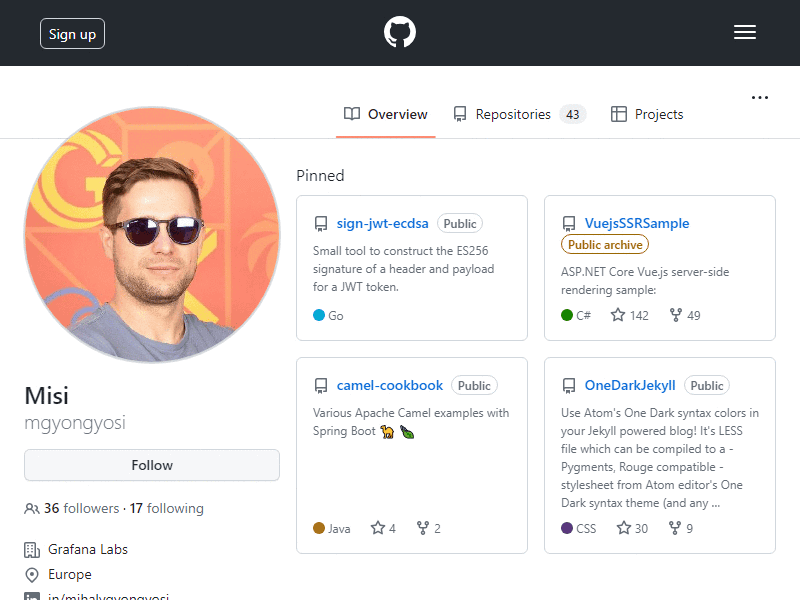 Sign up
Overview
Repositories 43
Projects
Pinned
sign-jwt-ecdsa Public
Small tool to construct the ES256
signature of a header and payload
for a JWT token.
Go
VuejsSSRSample
Public archive
ASP.NET Core Vue.js server-side
rendering sample:
C# 142 49
camel-cookbook Public
Various Apache Camel examples with
Spring Boot 🐪 🍃
Java 4 2
OneDarkJekyll Public
Use Atom's One Dark syntax colors in
your Jekyll powered blog! It's LESS
file which can be compiled to a -
Pygments, Rouge compatible -
stylesheet from Atom editor's One
Dark syntax theme (and any ...
CSS 30 9
Misi
mgyongyosi
Follow
36 followers · 17 following
Grafana Labs
Europe
in/mihalygyongyosi